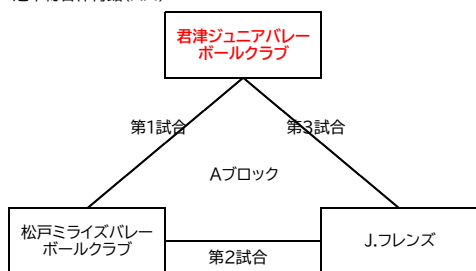 君津ジュニアバレー
ボールクラブ
第1試合
第3試合
Aブロック
松戸ミライズバレー
ボールクラブ
第2試合
J.フレンズ